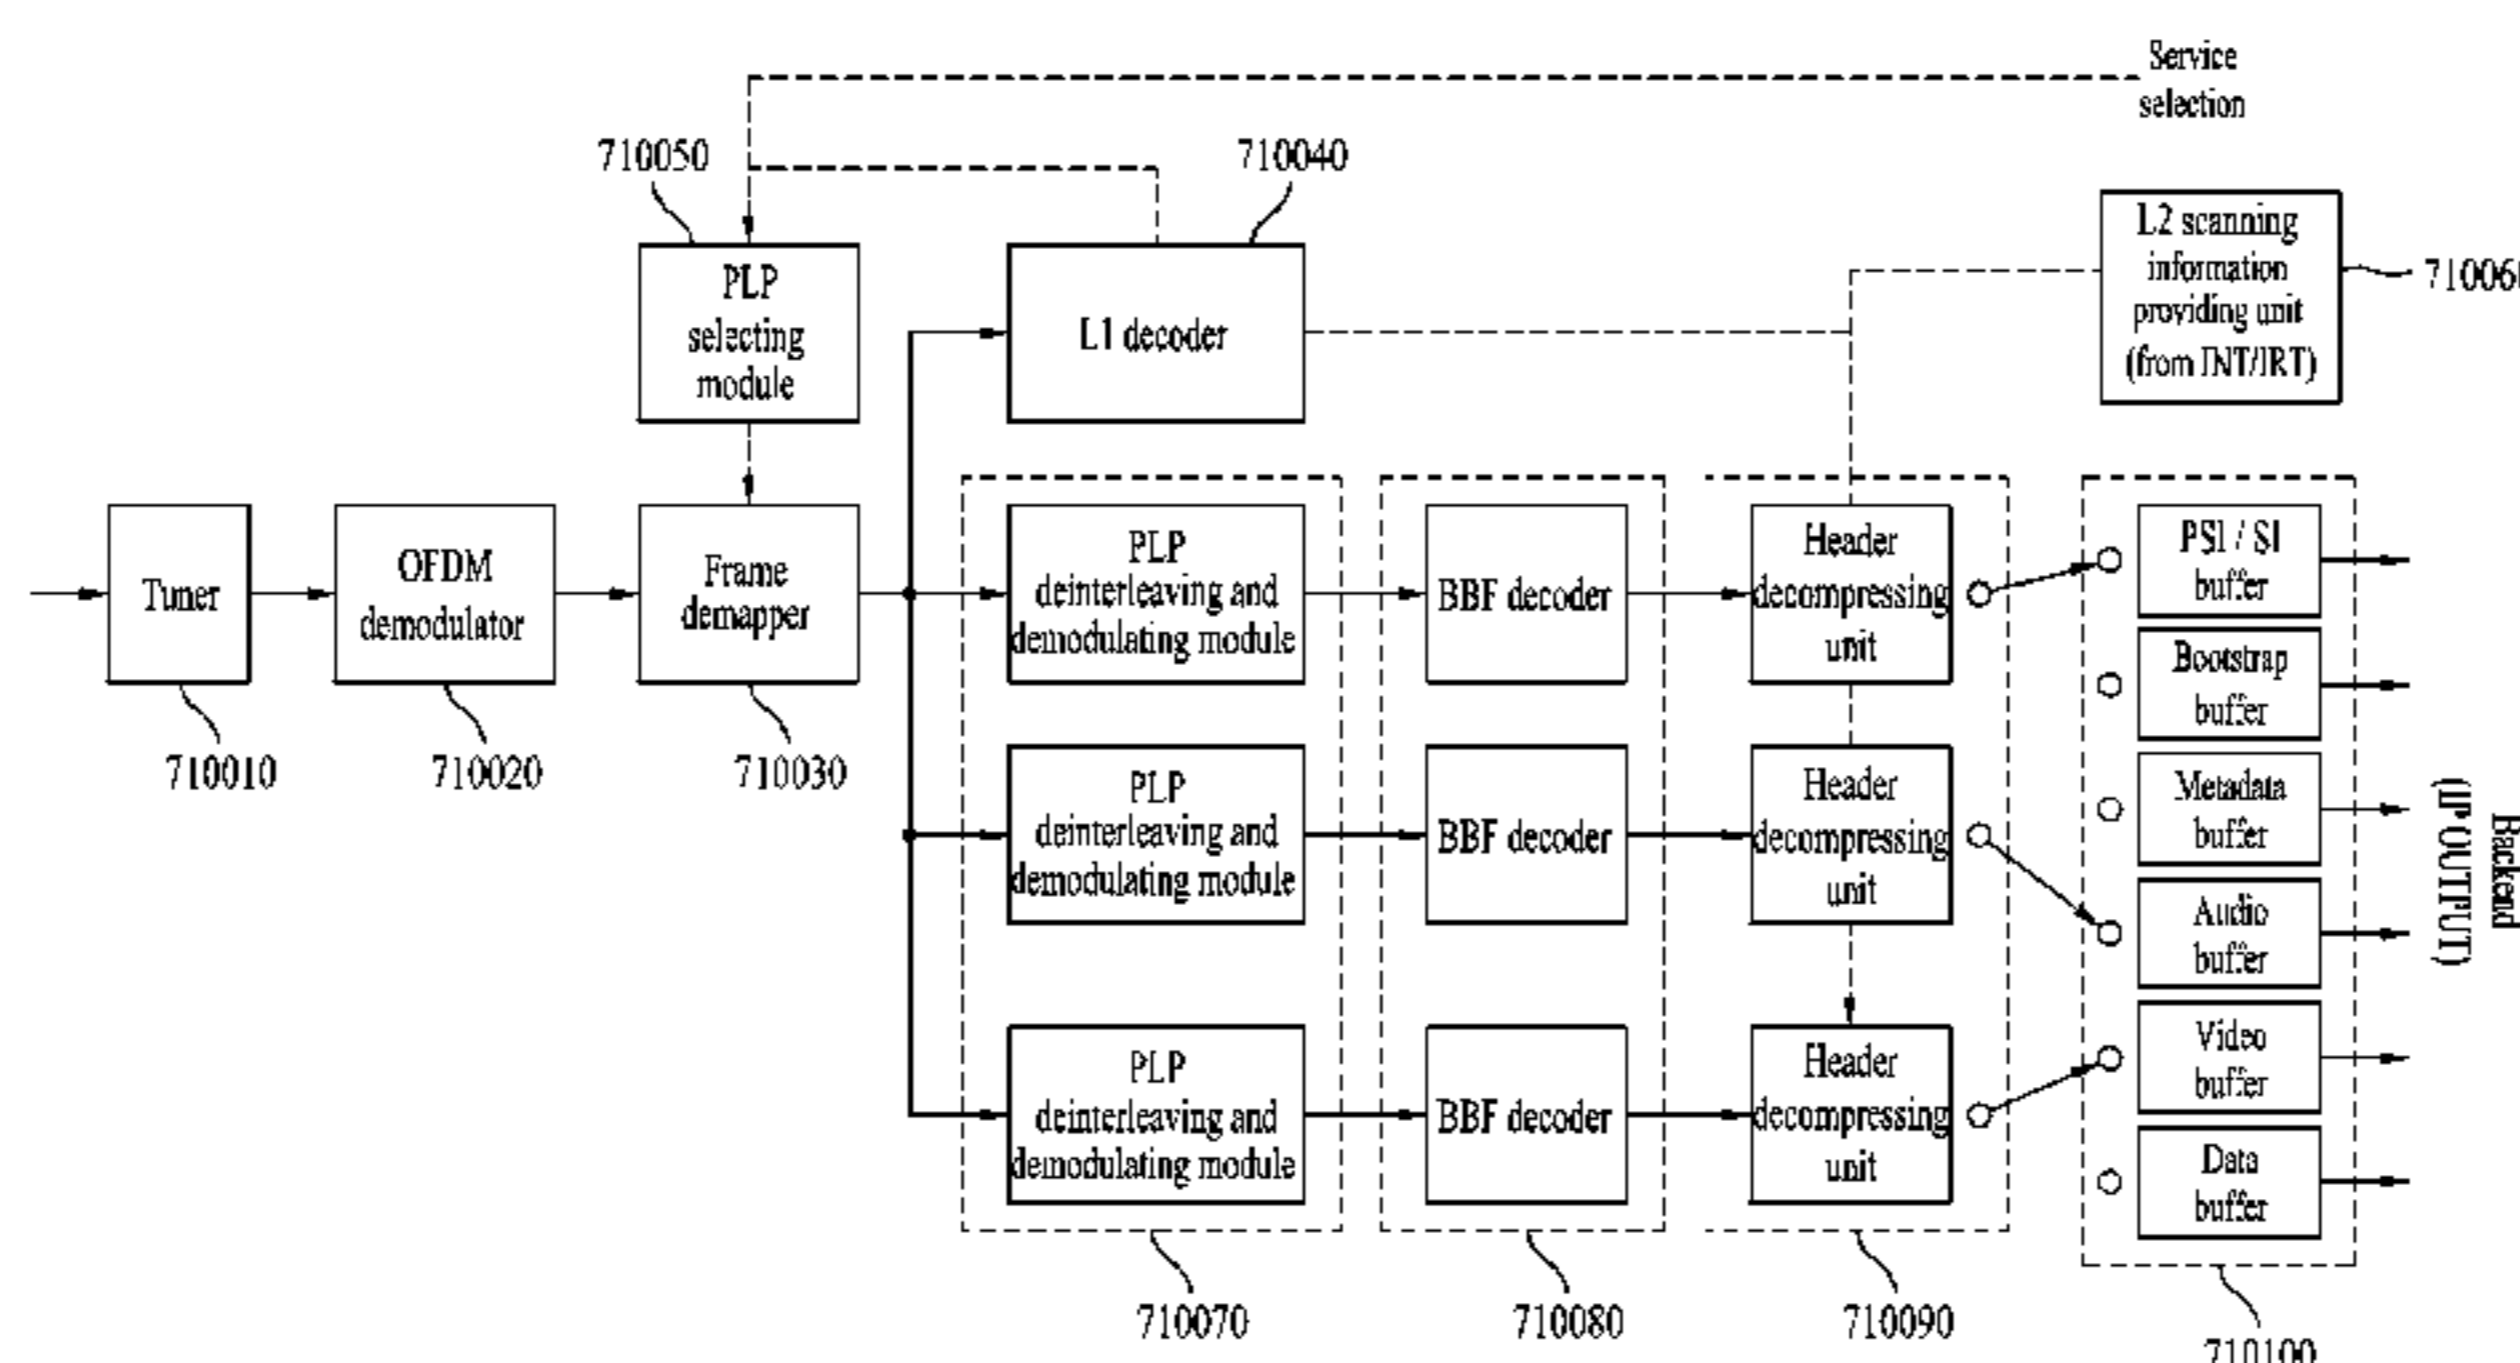 Service
selection
710050
710040
PLP
selecting
module
L1 decoder
L2 scanning
information
providing unit
(from INT/IRT)
Tuner
OFDM
demodulator
Frame
demapper
PLP
deinterleaving and
demodulating module
BBF decoder
Header
decompressing
unit
PSI / SI
buffer
Bootstrap
buffer
710010
710020
710030
PLP
deinterleaving and
demodulating module
BBF decoder
Header
decompressing
unit
Metadata
buffer
Audio
buffer
Backend
(IP OUTPUT)
PLP
deinterleaving and
demodulating module
BBF decoder
Header
decompressing
unit
Video
buffer
Data
buffer
710070
710080
710090
710100